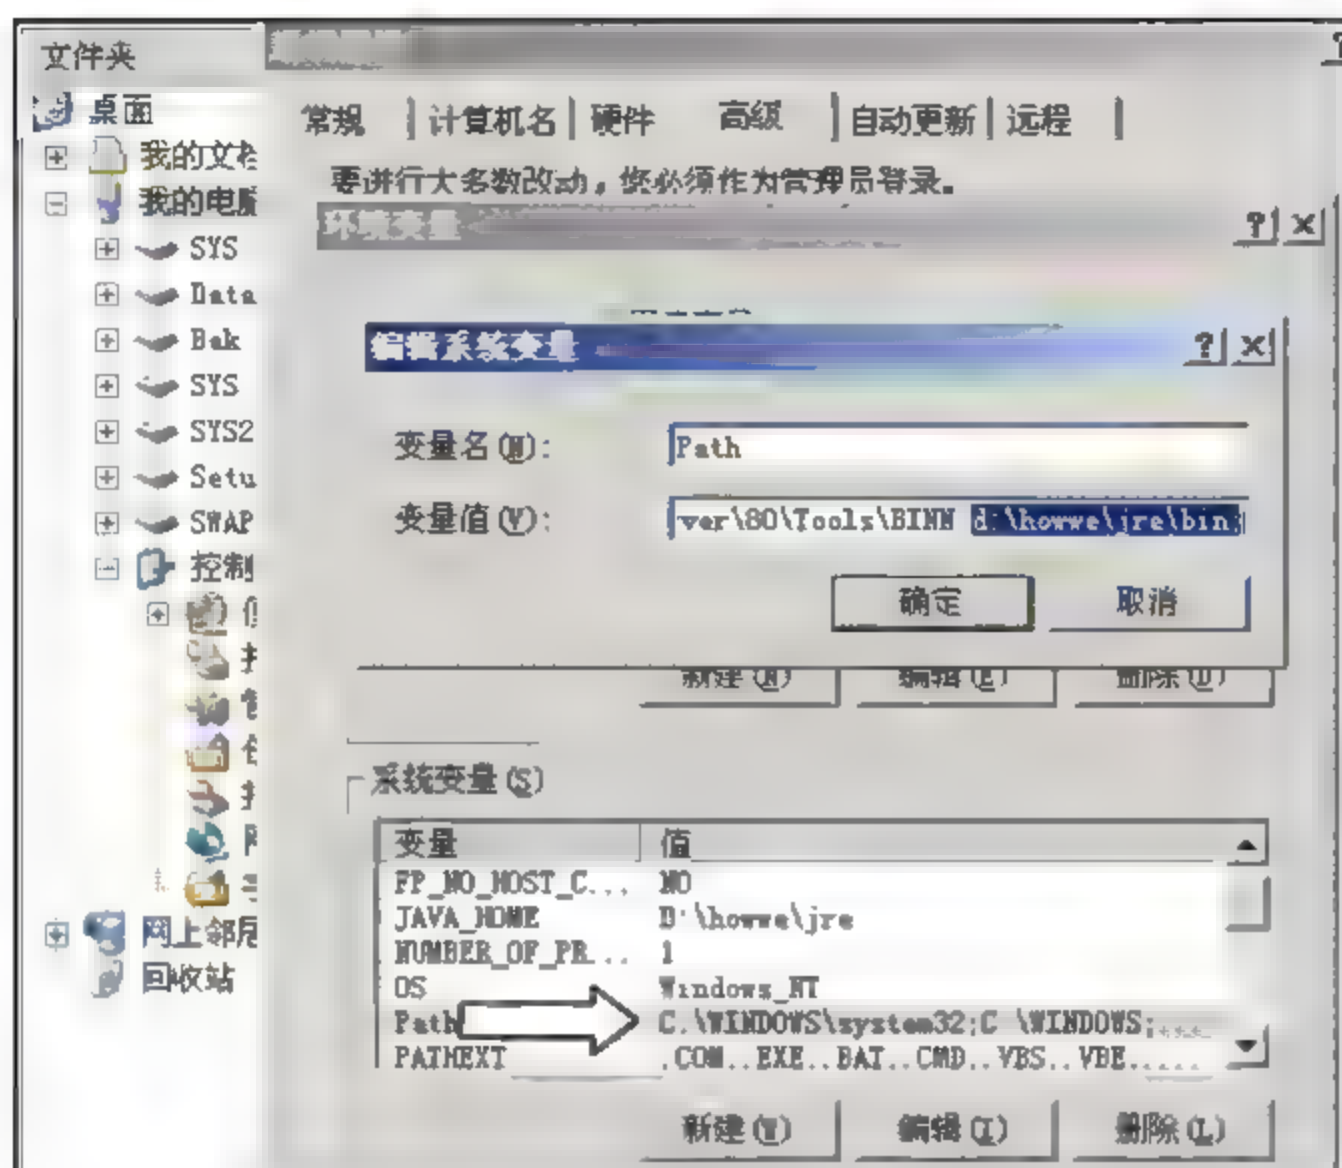 文件夹
桌面
我的文档
我的电脑
SYS
Data
Bak
SYS
SYS2
Setu
SWAP
控制
网上邻居
回收站
常规 计算机名 硬件 高级 自动更新 远程
要进行大多数改动，您必须作为管理员登录。
环境变量
编辑系统变量
变量名(N):
Path
变量值(V):
ver\80\Tools\BINN d:\howwe\jre\bin;
确定 取消
新建(N) 编辑(E) 删除(D)
系统变量(S)
变量 值
FP_NO_HOST_C... NO
JAVA_HOME D:\howwe\jre
NUMBER_OF_PR... 1
OS Windows_NT
Path C:\WINDOWS\system32;C:\WINDOWS;...
PATHEXT .COM;.EXE;.BAT;.CMD;.VBS;.VBE;...
新建(W) 编辑(I) 删除(L)